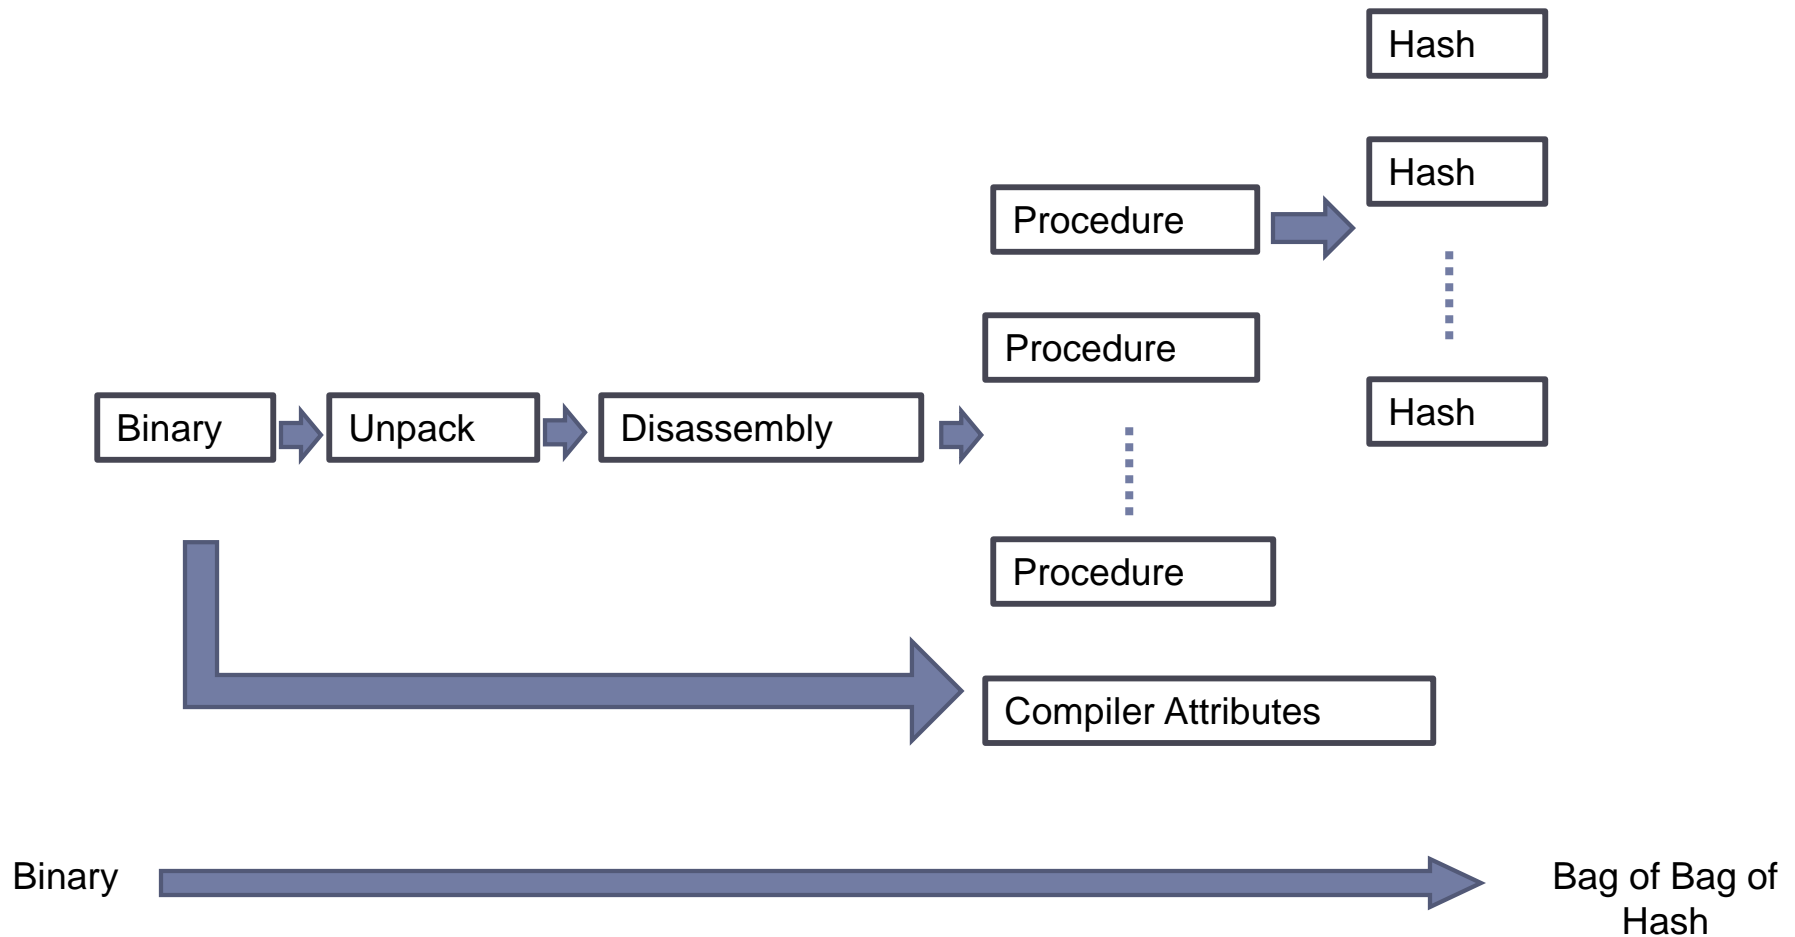 Hash
Hash
Procedure
Procedure
Hash
Binary
Unpack
Disassembly
Procedure
Compiler Attributes
Binary
Bag of Bag of
Hash